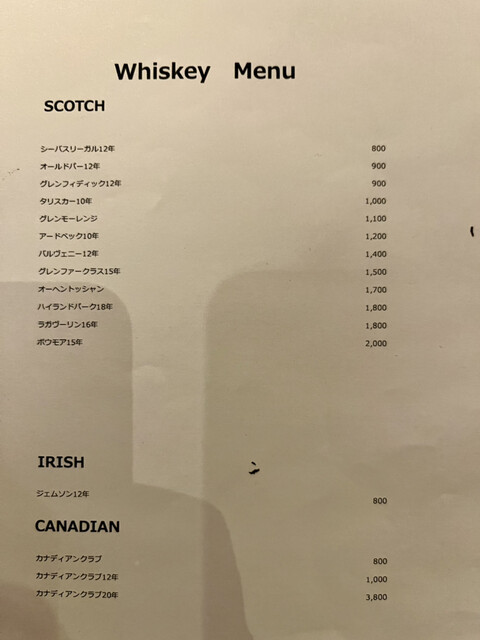 Whiskey Menu
SCOTCH
シーバスリーガル12年 800
オールドパー12年 900
グレンフィディック12年 900
タリスカー10年 1,000
グレンモーレンジ 1,100
アードベック10年 1,200
バルヴェニー12年 1,400
グレンファークラス15年 1,500
オーヘントッシャン 1,700
ハイランドパーク18年 1,800
ラガヴーリン16年 1,800
ボウモア15年 2,000
IRISH
ジェムソン12年 800
CANADIAN
カナディアンクラブ 800
カナディアンクラブ12年 1,000
カナディアンクラブ20年 3,800